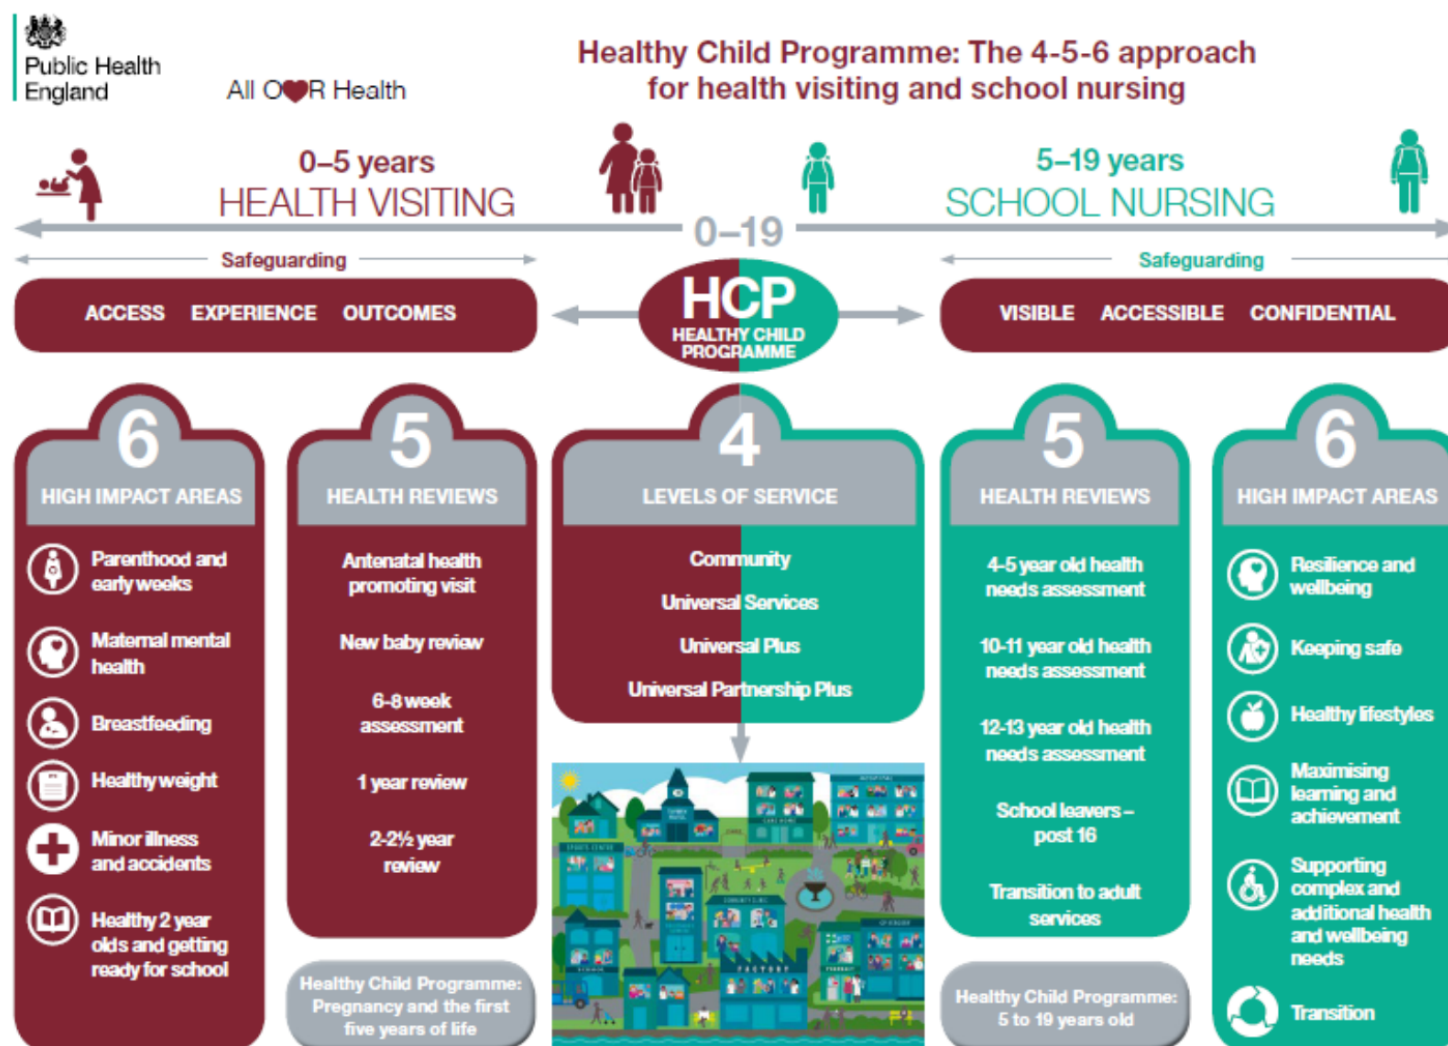 Public Health
England
All OUR Health
Healthy Child Programme: The 4-5-6 approach
for health visiting and school nursing
0–5 years
HEALTH VISITING
5–19 years
SCHOOL NURSING
0–19
Safeguarding
Safeguarding
ACCESS EXPERIENCE OUTCOMES
HCP
HEALTHY CHILD
PROGRAMME
VISIBLE ACCESSIBLE CONFIDENTIAL
6
HIGH IMPACT AREAS
Parenthood and
early weeks
Maternal mental
health
Breastfeeding
Healthy weight
Minor illness
and accidents
Healthy 2 year
olds and getting
ready for school
5
HEALTH REVIEWS
Antenatal health
promoting visit
New baby review
6-8 week
assessment
1 year review
2-2½ year
review
Healthy Child Programme:
Pregnancy and the first
five years of life
4
LEVELS OF SERVICE
Community
Universal Services
Universal Plus
Universal Partnership Plus
SPORTS CENTER
CARE HOME
COMMUNITY CLINIC
FACTORY
PHARMACY
5
HEALTH REVIEWS
4-5 year old health
needs assessment
10-11 year old health
needs assessment
12-13 year old health
needs assessment
School leavers –
post 16
Transition to adult
services
Healthy Child Programme:
5 to 19 years old
6
HIGH IMPACT AREAS
Resilience and
wellbeing
Keeping safe
Healthy lifestyles
Maximising
learning and
achievement
Supporting
complex and
additional health
and wellbeing
needs
Transition